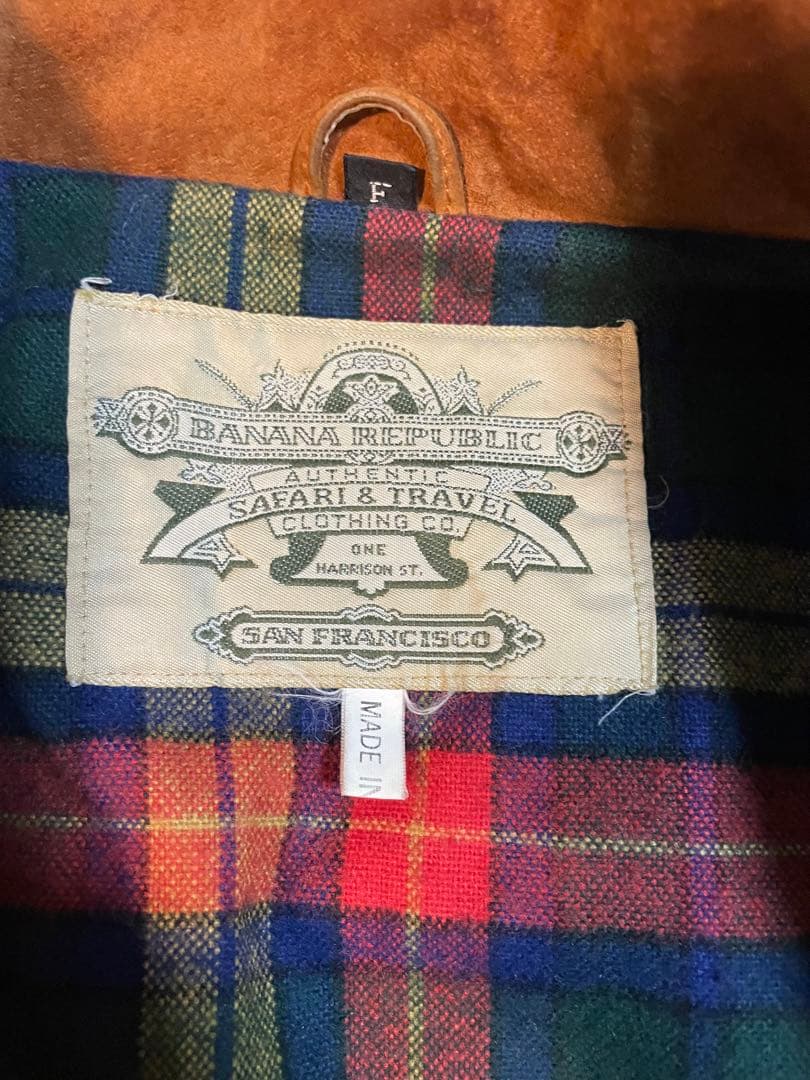 BANANA REPUBLIC
AUTHENTIC
SAFARI & TRAVEL
CLOTHING CO.
ONE
HARRISON ST.
SAN FRANCISCO
MADE IN